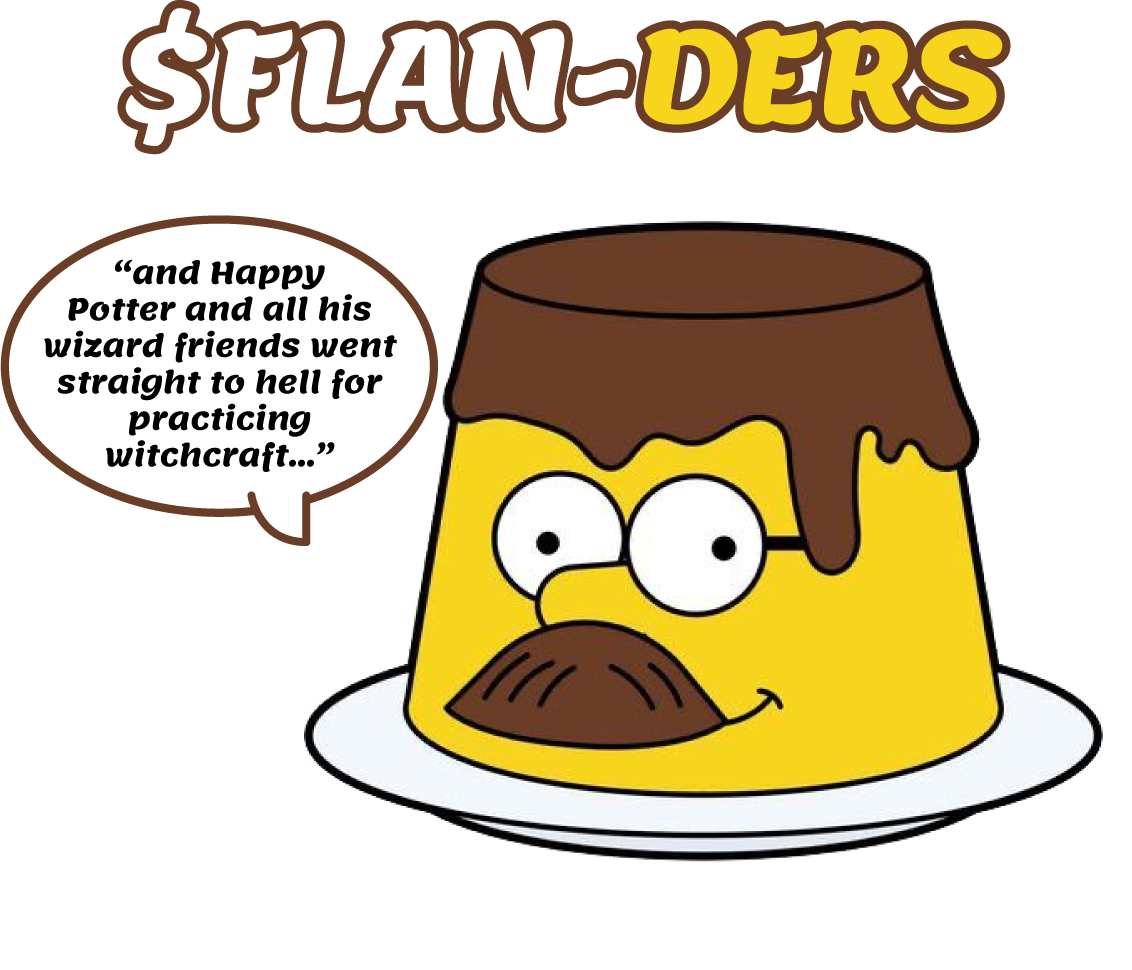 $FLAN-DERS
“and Happy
Potter and all his
wizard friends went
straight to hell for
practicing
witchcraft...”